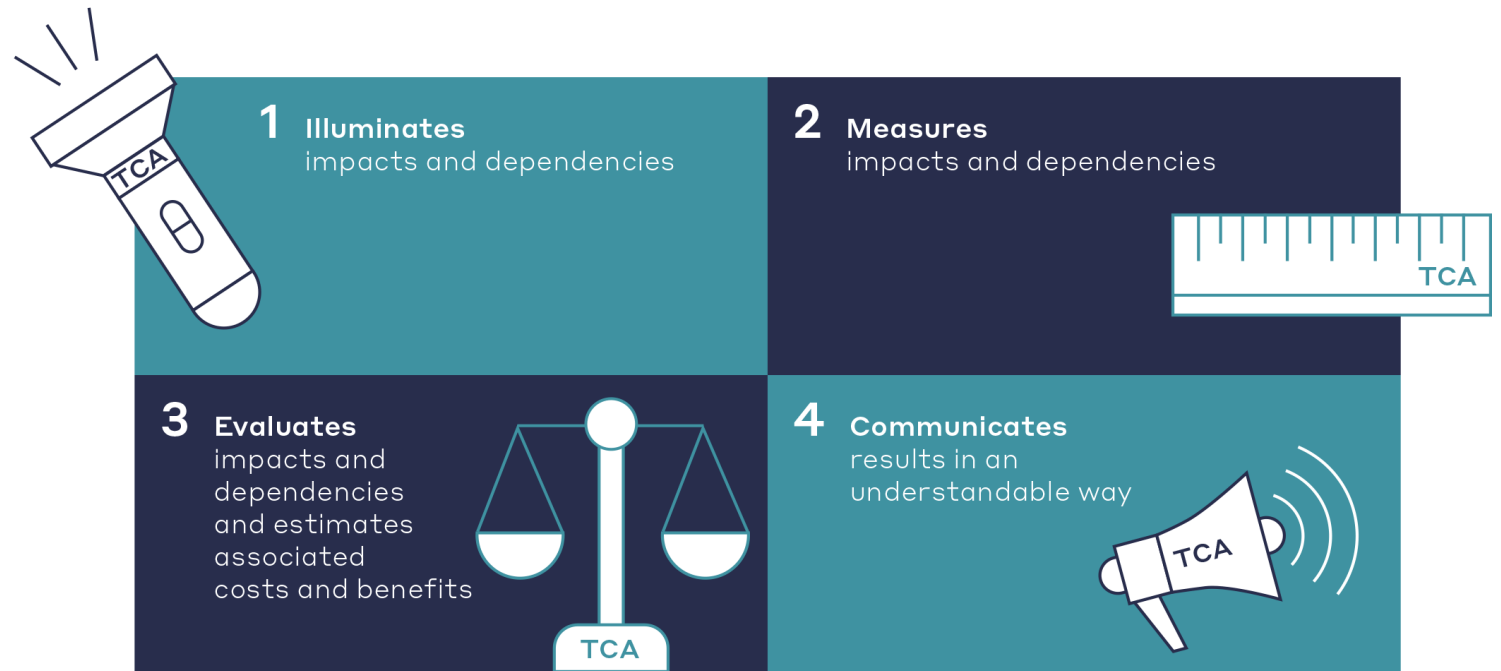 TCA
1 Illuminates
impacts and dependencies
2 Measures
impacts and dependencies
TCA
3 Evaluates
impacts and
dependencies
and estimates
associated
costs and benefits
TCA
4 Communicates
results in an
understandable way
TCA